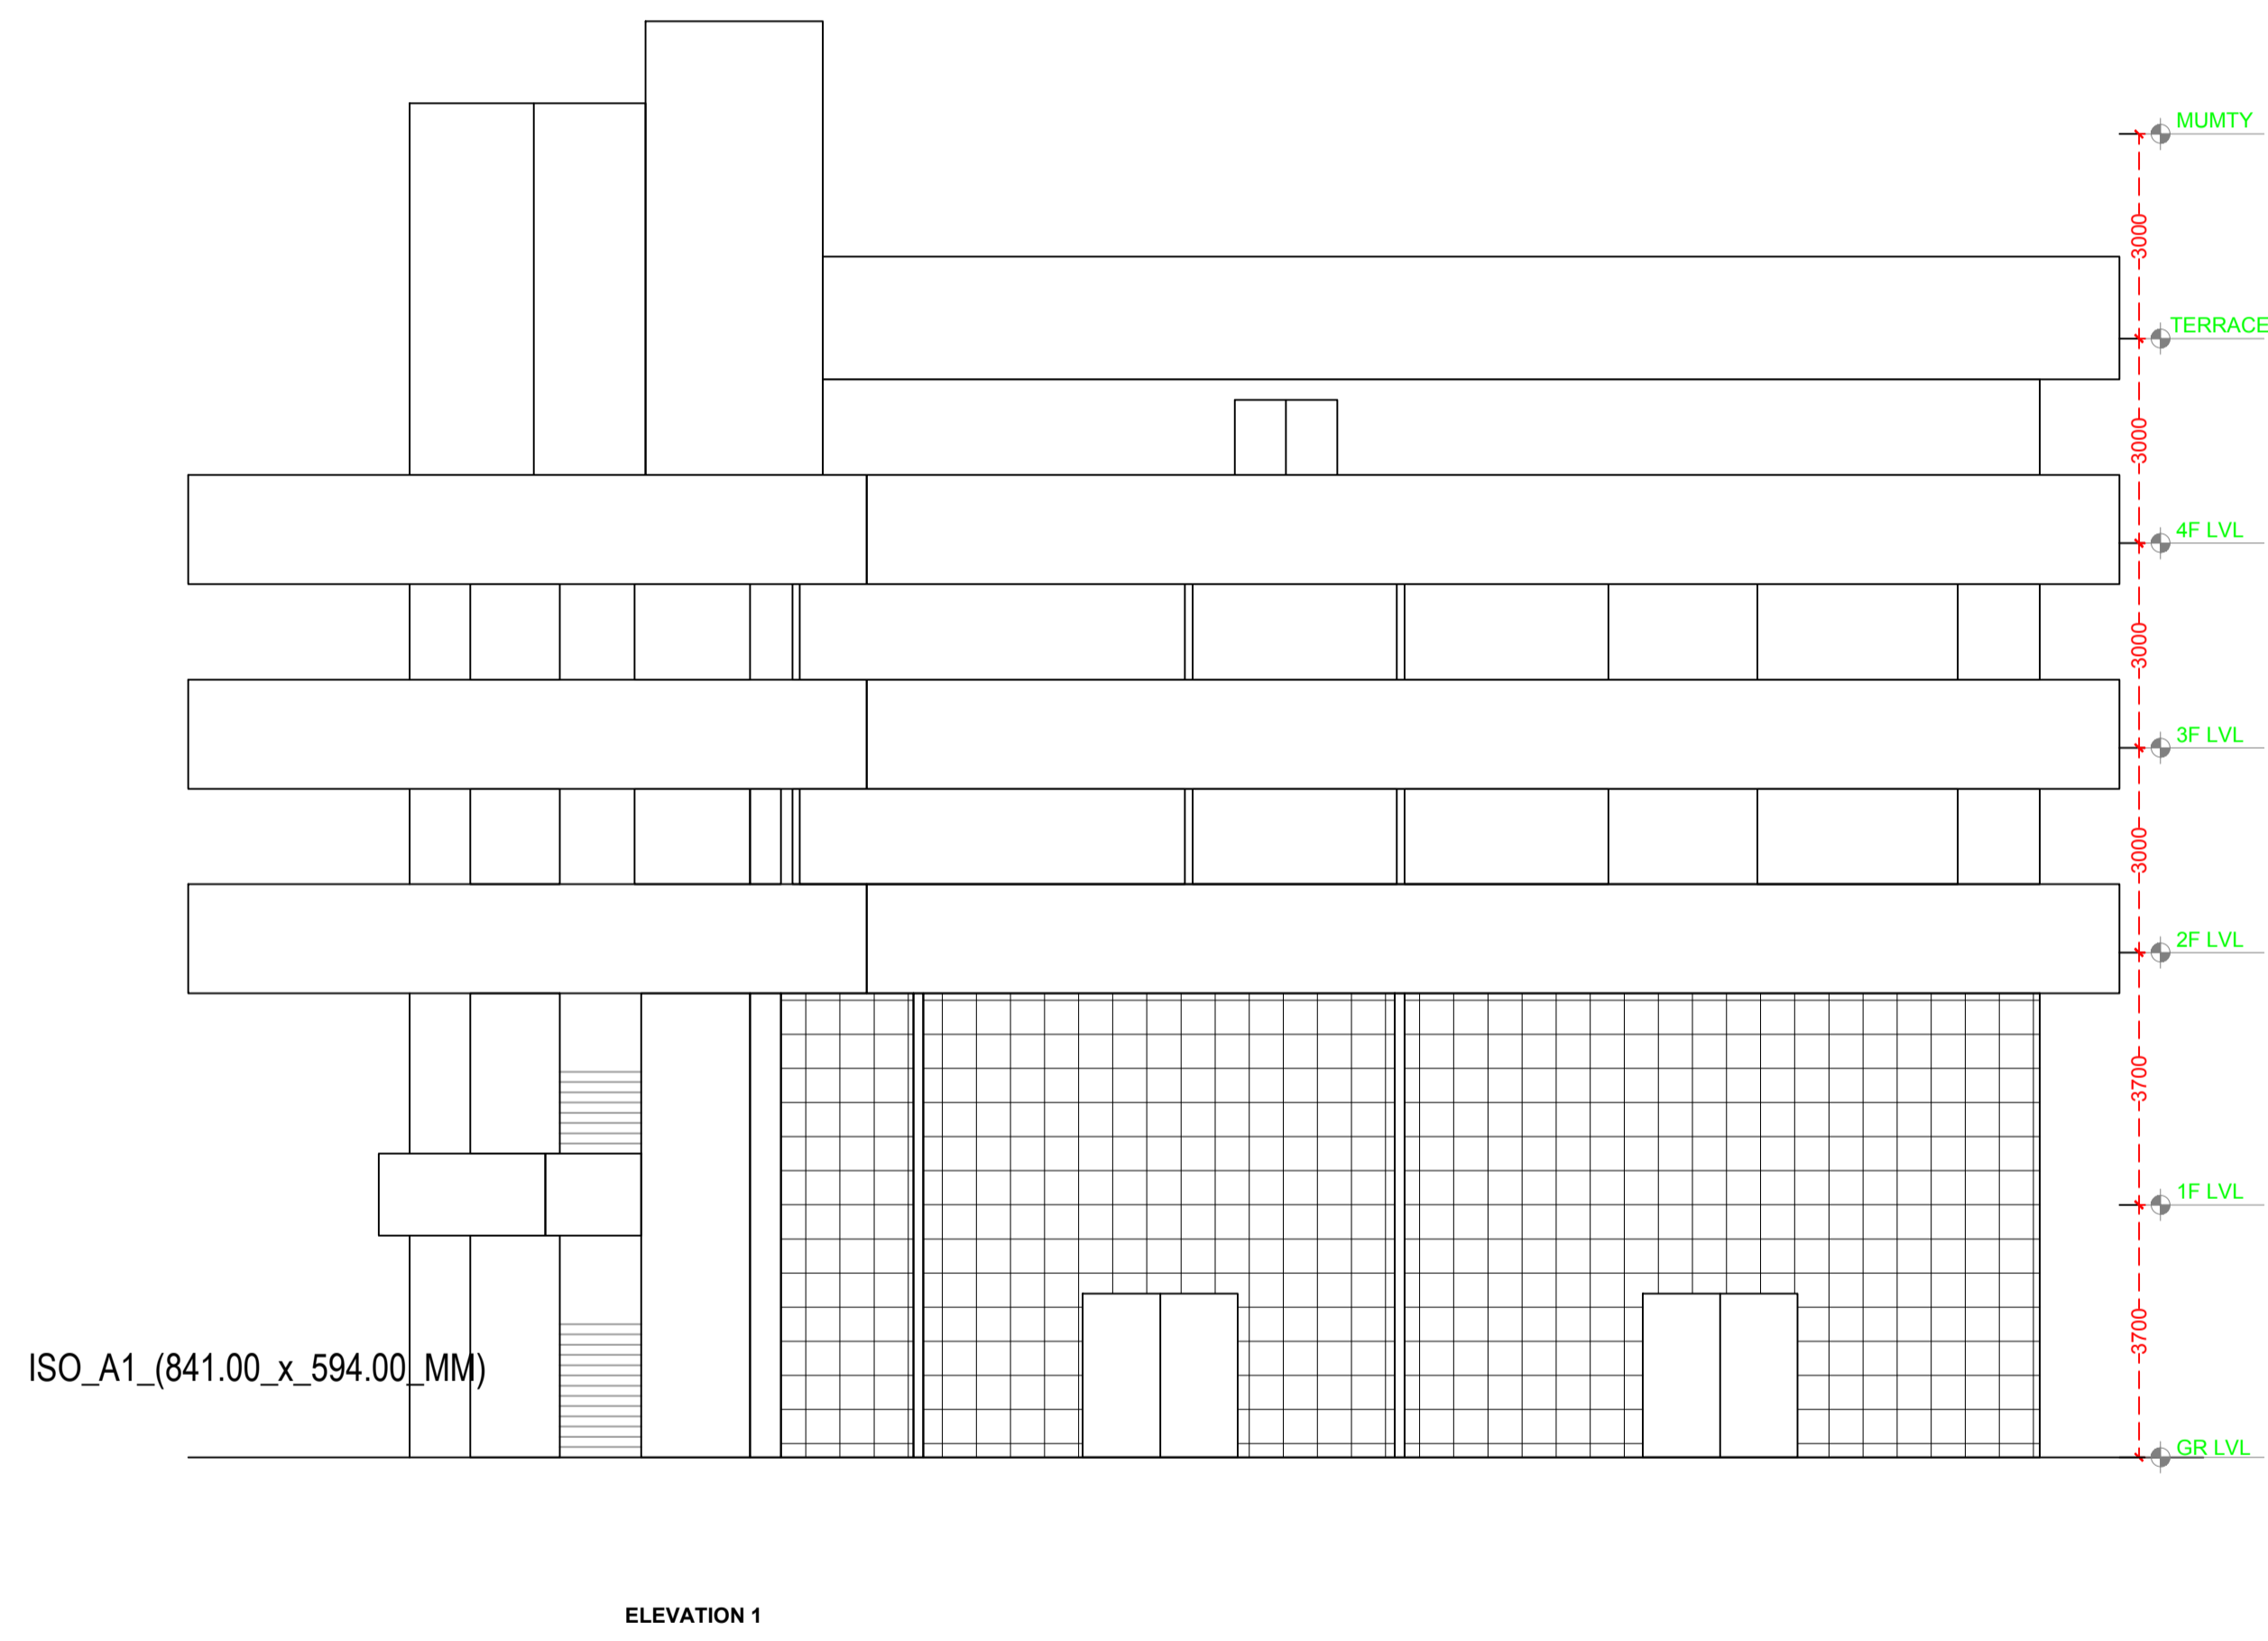 MUMTY
3000
TERRACE
3000
4F LVL
3000
3F LVL
3000
2F LVL
3700
1F LVL
3700
ISO_A1_(841.00_x_594.00_MM)
GR LVL
ELEVATION 1